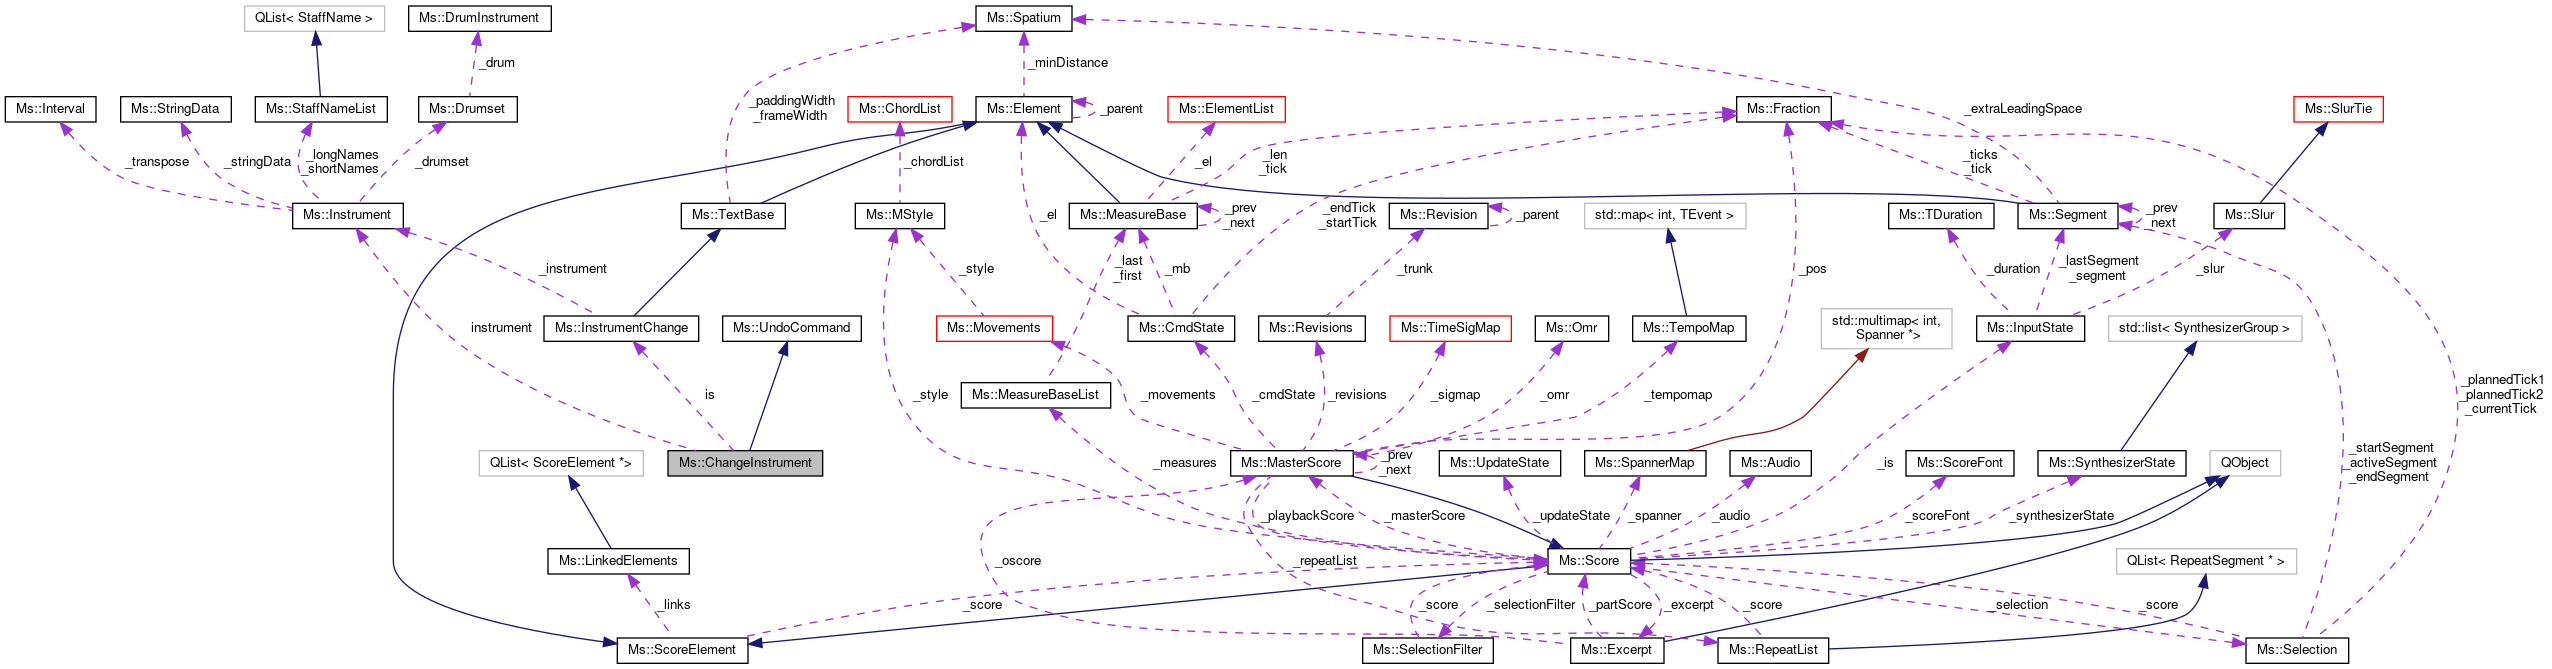 QList< StaffName >
Ms::DrumInstrument
Ms::Spatium
_drum
_minDistance
Ms::Interval
Ms::StringData
Ms::StaffNameList
Ms::Drumset
_paddingWidth
_frameWidth
Ms::ChordList
Ms::Element
_parent
Ms::ElementList
Ms::Fraction
_extraLeadingSpace
Ms::SlurTie
_transpose
_stringData
_longNames
_shortNames
_drumset
_chordList
_el
_len
_tick
_ticks
_tick
Ms::Instrument
Ms::TextBase
Ms::MStyle
_el
Ms::MeasureBase
_prev
_next
_endTick
_startTick
Ms::Revision
_parent
std::map< int, TEvent >
Ms::TDuration
Ms::Segment
_prev
_next
Ms::Slur
_instrument
_style
_last
_first
_mb
_trunk
_pos
_duration
_lastSegment
_segment
_slur
instrument
Ms::InstrumentChange
Ms::UndoCommand
Ms::Movements
Ms::CmdState
Ms::Revisions
Ms::TimeSigMap
Ms::Omr
Ms::TempoMap
std::multimap< int,
Spanner *>
Ms::InputState
std::list< SynthesizerGroup >
is
_style
Ms::MeasureBaseList
_movements
_cmdState
_revisions
_sigmap
_omr
_tempomap
_plannedTick1
_plannedTick2
_currentTick
QList< ScoreElement *>
Ms::ChangeInstrument
_measures
Ms::MasterScore
_prev
_next
Ms::UpdateState
Ms::SpannerMap
Ms::Audio
_is
Ms::ScoreFont
Ms::SynthesizerState
QObject
_startSegment
_activeSegment
_endSegment
_playbackScore
_masterScore
_updateState
_spanner
_audio
_scoreFont
_synthesizerState
Ms::LinkedElements
_oscore
_repeatList
Ms::Score
QList< RepeatSegment * >
_links
_score
_score
_selectionFilter
_partScore
_excerpt
_score
_selection
_score
Ms::ScoreElement
Ms::SelectionFilter
Ms::Excerpt
Ms::RepeatList
Ms::Selection